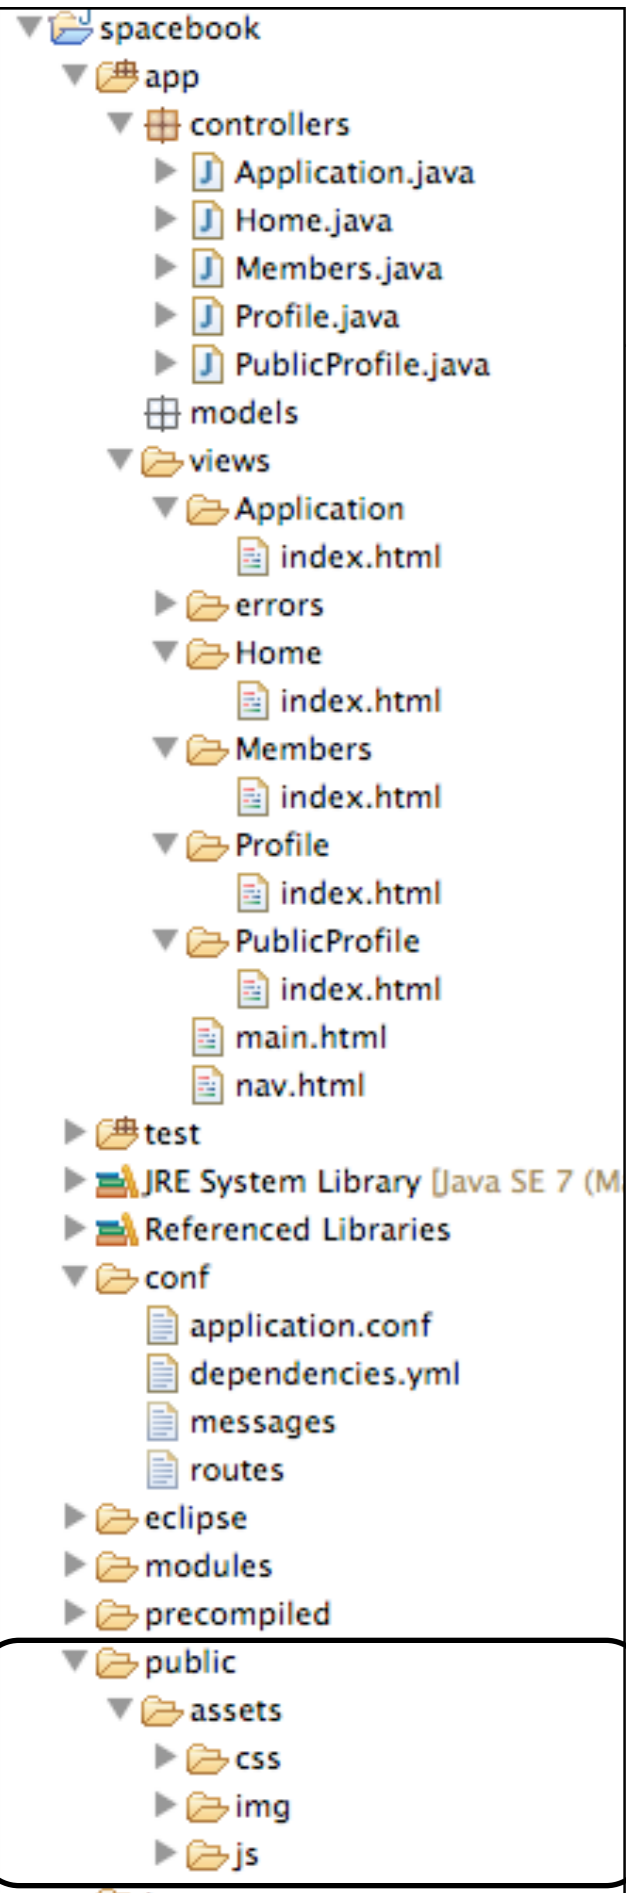 spacebook
app
controllers
Application.java
Home.java
Members.java
Profile.java
PublicProfile.java
models
views
Application
index.html
errors
Home
index.html
Members
index.html
Profile
index.html
PublicProfile
index.html
main.html
nav.html
test
JRE System Library [Java SE 7 (M
Referenced Libraries
conf
application.conf
dependencies.yml
messages
routes
eclipse
modules
precompiled
public
assets
css
img
js